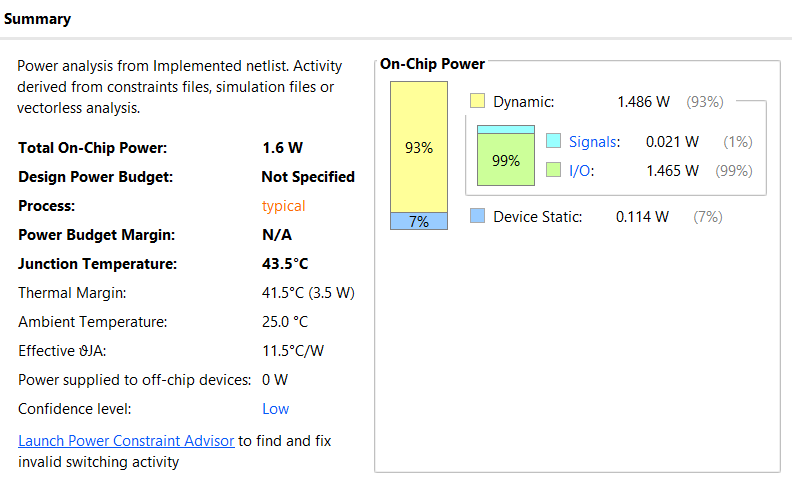 Summary
Power analysis from Implemented netlist. Activity
derived from constraints files, simulation files or
vectorless analysis.
Total On-Chip Power: 1.6 W
Design Power Budget: Not Specified
Process: typical
Power Budget Margin: N/A
Junction Temperature: 43.5°C
Thermal Margin: 41.5°C (3.5 W)
Ambient Temperature: 25.0 °C
Effective ϑJA: 11.5°C/W
Power supplied to off-chip devices: 0 W
Confidence level: Low
Launch Power Constraint Advisor to find and fix
invalid switching activity
On-Chip Power
93%
7%
Dynamic: 1.486 W (93%)
99%
Signals: 0.021 W (1%)
I/O: 1.465 W (99%)
Device Static: 0.114 W (7%)